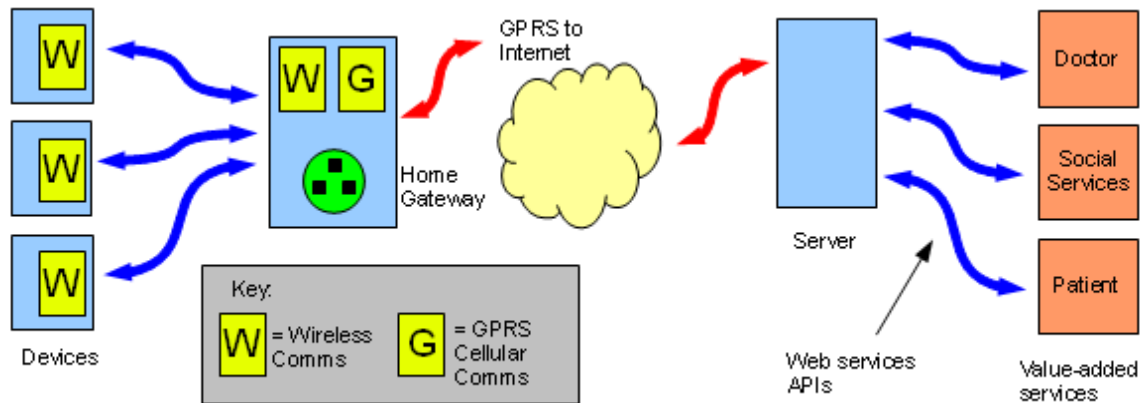 W
W
W
Devices
W G
Home
Gateway
GPRS to
Internet
Server
Doctor
Social
Services
Patient
Web services
APIs
Value-added
services
Key:
W = Wireless
Comms
G = GPRS
Cellular
Comms